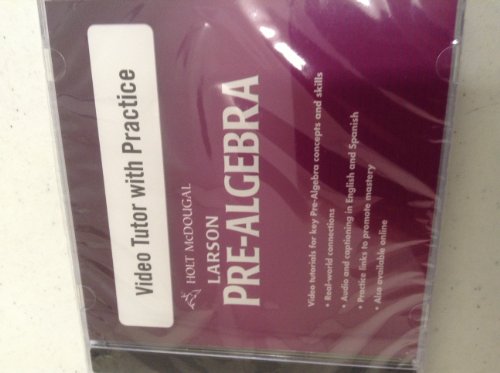 Video Tutor with Practice
HOLT McDOUGAL
LARSON
PRE-ALGEBRA
Video tutorials for key Pre-Algebra concepts and skills
• Real-world connections
• Audio and captioning in English and Spanish
• Practice links to promote mastery
• Also available online